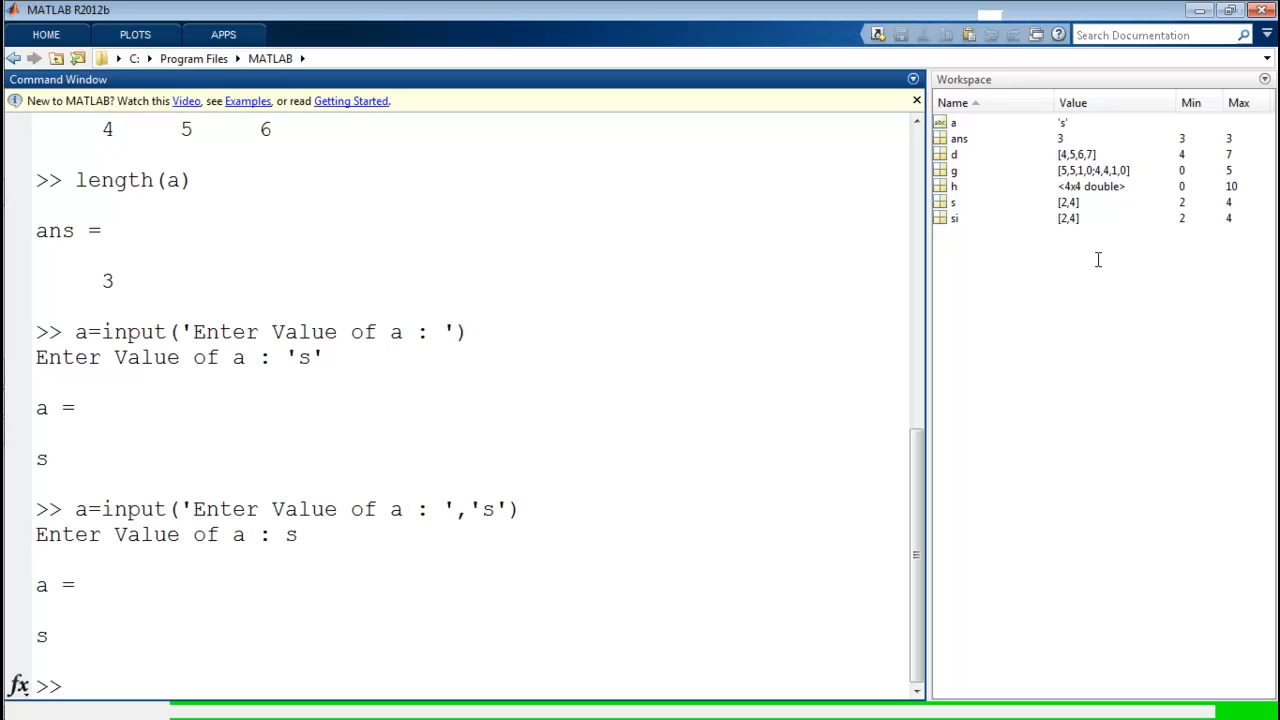 MATLAB R2012b
HOME PLOTS APPS
Search Documentation
C: Program Files MATLAB
Command Window
New to MATLAB? Watch this Video, see Examples, or read Getting Started.
4 5 6
>> length(a)
ans =
3
>> a=input('Enter Value of a : ')
Enter Value of a : 's'
a =
s
>> a=input('Enter Value of a : ','s')
Enter Value of a : s
a =
s
fx >>
Workspace
Name Value Min Max
abc a 's'
ans 3 3 3
d [4,5,6,7] 4 7
g [5,5,1,0;4,4,1,0] 0 5
h <4x4 double> 0 10
s [2,4] 2 4
si [2,4] 2 4